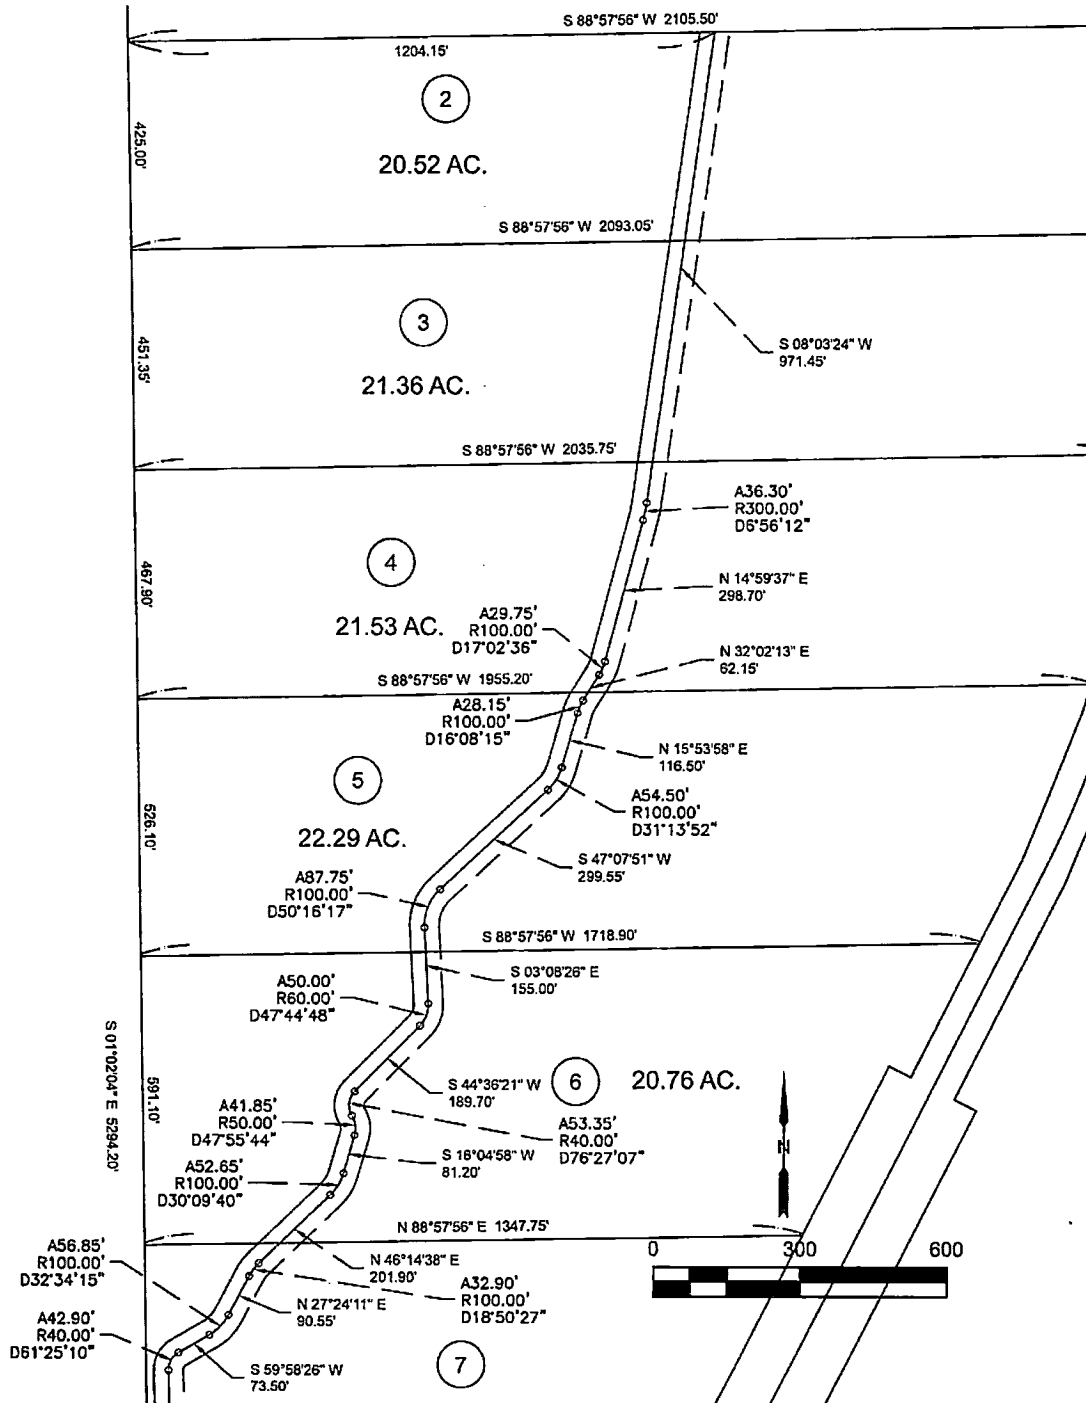 S 88°57'56" W 2105.50'
1204.15'
2
20.52 AC.
425.00'
S 88°57'56" W 2093.05'
3
21.36 AC.
451.35'
S 08°03'24" W
971.45'
S 88°57'56" W 2035.75'
A36.30'
R300.00'
D6°56'12"
4
21.53 AC.
467.90'
N 14°59'37" E
298.70'
A29.75'
R100.00'
D17°02'36"
N 32°02'13" E
62.15'
S 88°57'56" W 1955.20'
A28.15'
R100.00'
D16°08'15"
N 15°53'58" E
116.50'
5
22.29 AC.
526.10'
A54.50'
R100.00'
D31°13'52"
S 47°07'51" W
299.55'
A87.75'
R100.00'
D50°16'17"
S 88°57'56" W 1718.90'
S 03°08'26" E
155.00'
A50.00'
R60.00'
D47°44'48"
S 01°02'04" E 5294.20'
591.10'
6
20.76 AC.
S 44°36'21" W
189.70'
A41.85'
R50.00'
D47°55'44"
A53.35'
R40.00'
D76°27'07"
S 16°04'58" W
81.20'
A52.65'
R100.00'
D30°09'40"
N
N 88°57'56" E 1347.75'
0 300 600
A56.85'
R100.00'
D32°34'15"
N 46°14'38" E
201.90'
A32.90'
R100.00'
D18°50'27"
N 27°24'11" E
90.55'
A42.90'
R40.00'
D61°25'10"
S 59°58'26" W
73.50'
7